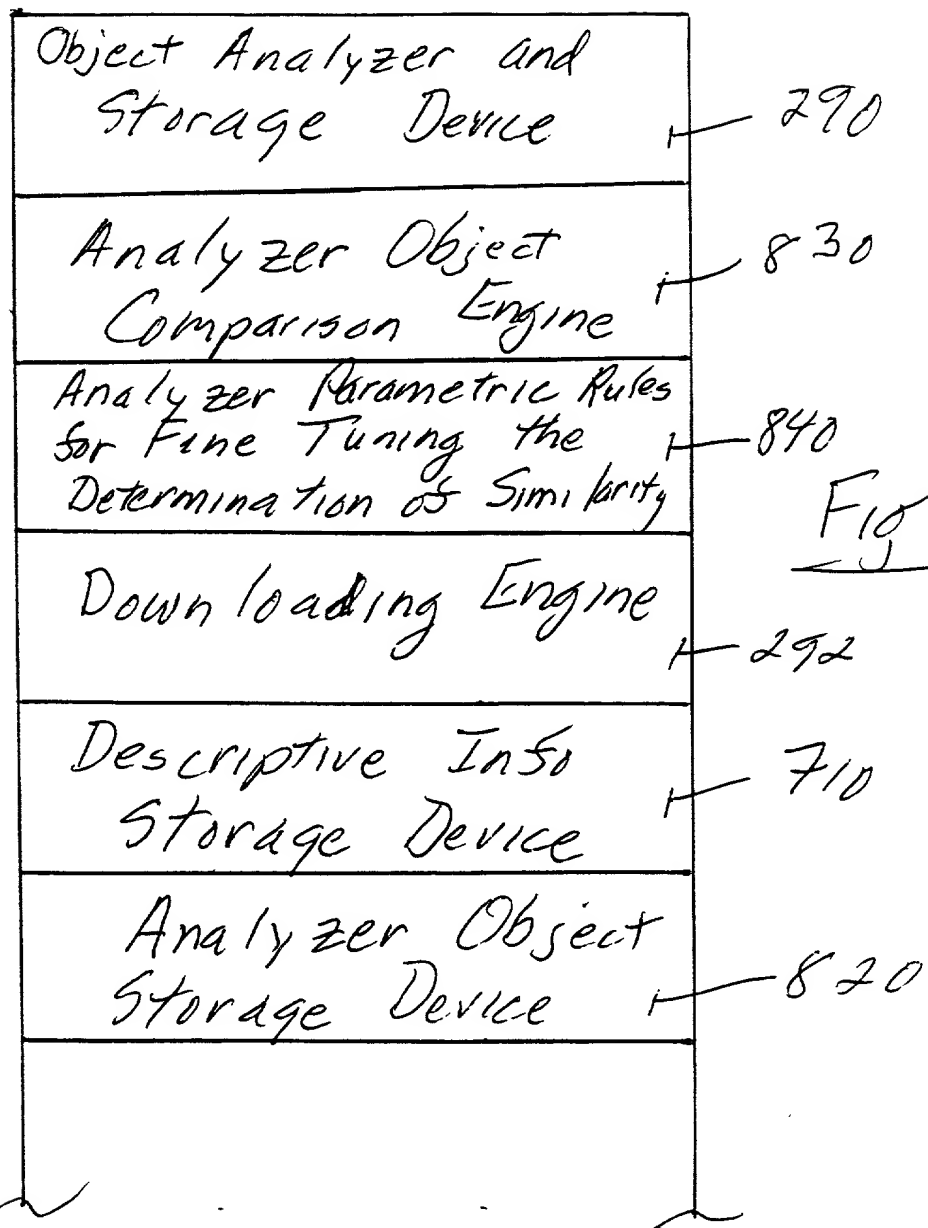 Object Analyzer and
Storage Device
290
Analyzer Object
Comparison Engine
830
Analyzer Parametric Rules
for Fine Tuning the
Determination of Similarity
840
Fig
Downloading Engine
292
Descriptive Info
Storage Device
710
Analyzer Object
Storage Device
820